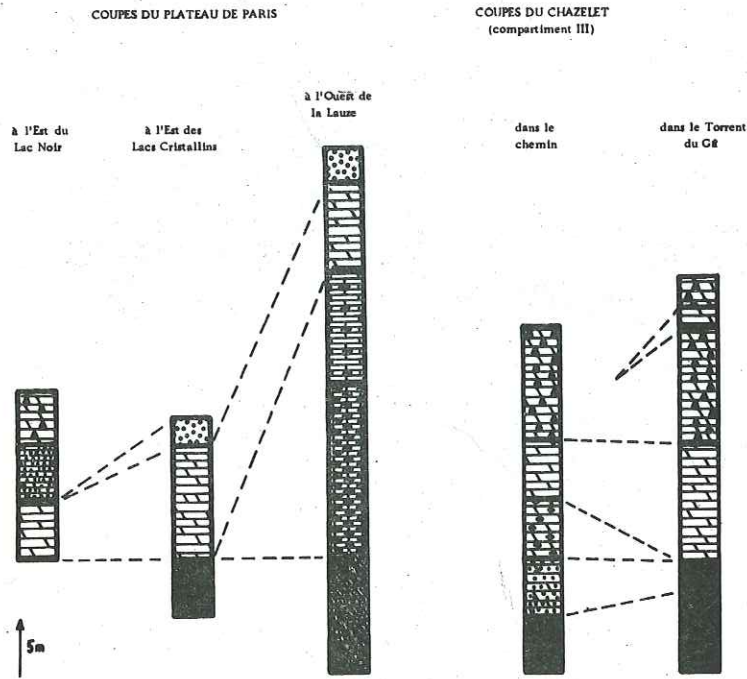 COUPES DU PLATEAU DE PARIS
COUPES DU CHAZELET
(compartiment III)
à l'Est du
Lac Noir
à l'Est des
Lacs Cristallins
à l'Ouest de
la Lauze
dans le
chemin
dans le Torrent
du Gâ
5m